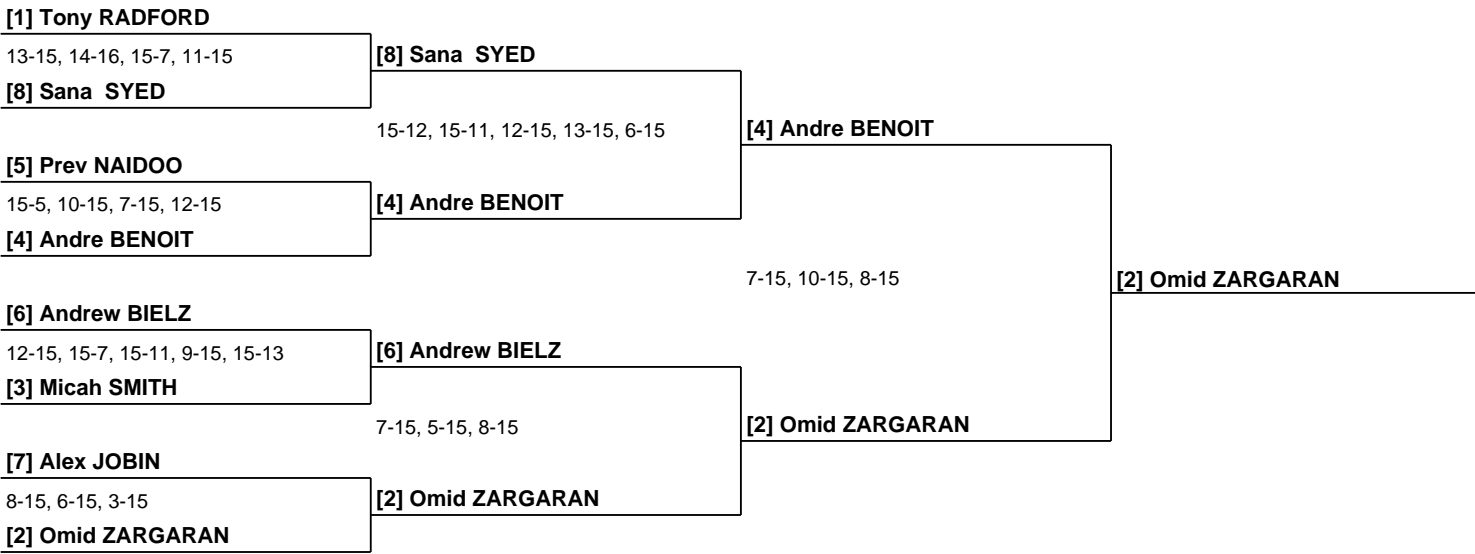 [1] Tony RADFORD
13-15, 14-16, 15-7, 11-15
[8] Sana  SYED
[8] Sana  SYED
15-12, 15-11, 12-15, 13-15, 6-15
[4] Andre BENOIT
[5] Prev NAIDOO
15-5, 10-15, 7-15, 12-15
[4] Andre BENOIT
[4] Andre BENOIT
7-15, 10-15, 8-15
[2] Omid ZARGARAN
[6] Andrew BIELZ
12-15, 15-7, 15-11, 9-15, 15-13
[6] Andrew BIELZ
[3] Micah SMITH
7-15, 5-15, 8-15
[2] Omid ZARGARAN
[7] Alex JOBIN
8-15, 6-15, 3-15
[2] Omid ZARGARAN
[2] Omid ZARGARAN